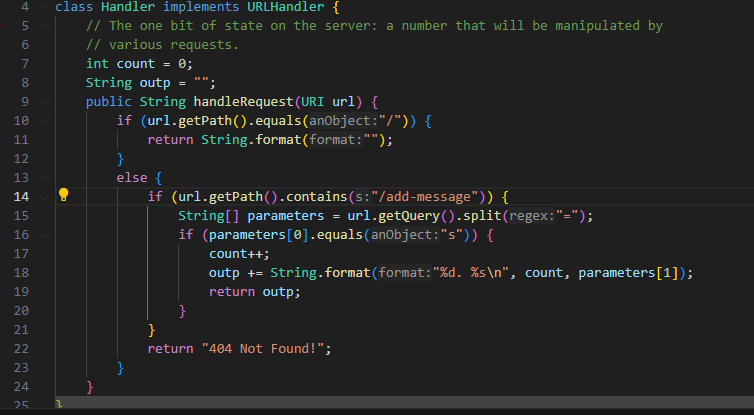 4 class Handler implements URLHandler {
5 // The one bit of state on the server: a number that will be manipulated by
6 // various requests.
7 int count = 0;
8 String outp = "";
9 public String handleRequest(URI url) {
10 if (url.getPath().equals(anObject:"/")) {
11 return String.format(format:"");
12 }
13 else {
14 if (url.getPath().contains(s:"/add-message")) {
15 String[] parameters = url.getQuery().split(regex:"=");
16 if (parameters[0].equals(anObject:"s")) {
17 count++;
18 outp += String.format(format:"%d. %s\n", count, parameters[1]);
19 return outp;
20 }
21 }
22 return "404 Not Found!";
23 }
24 }
25 }